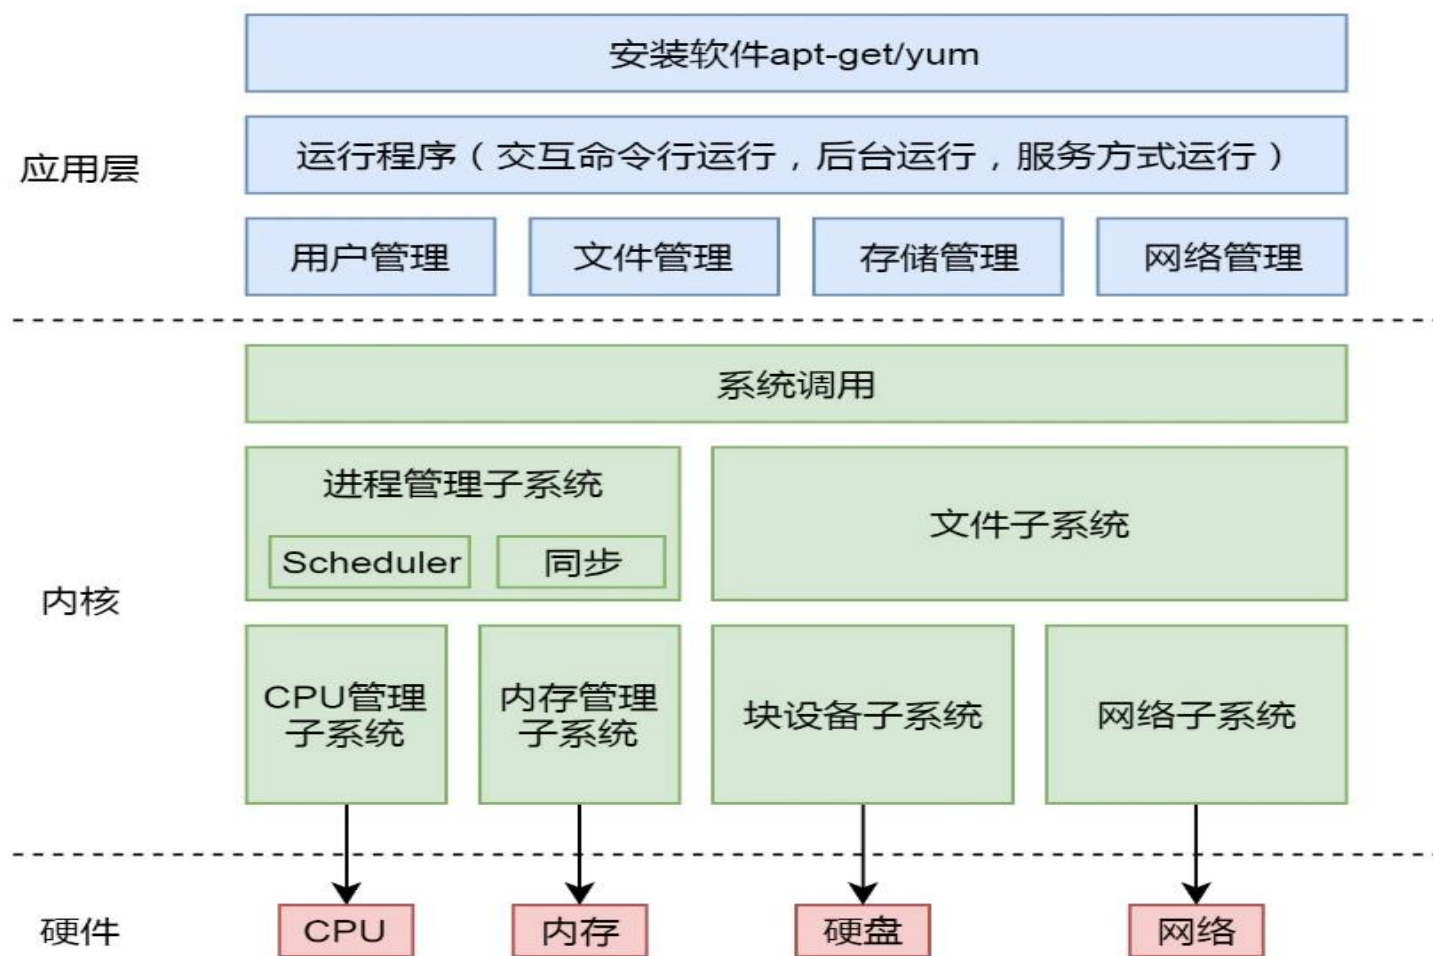 安装软件apt-get/yum
应用层
运行程序（交互命令行运行，后台运行，服务方式运行）
用户管理
文件管理
存储管理
网络管理
系统调用
进程管理子系统
Scheduler
同步
文件子系统
内核
CPU管理
子系统
内存管理
子系统
块设备子系统
网络子系统
硬件
CPU
内存
硬盘
网络